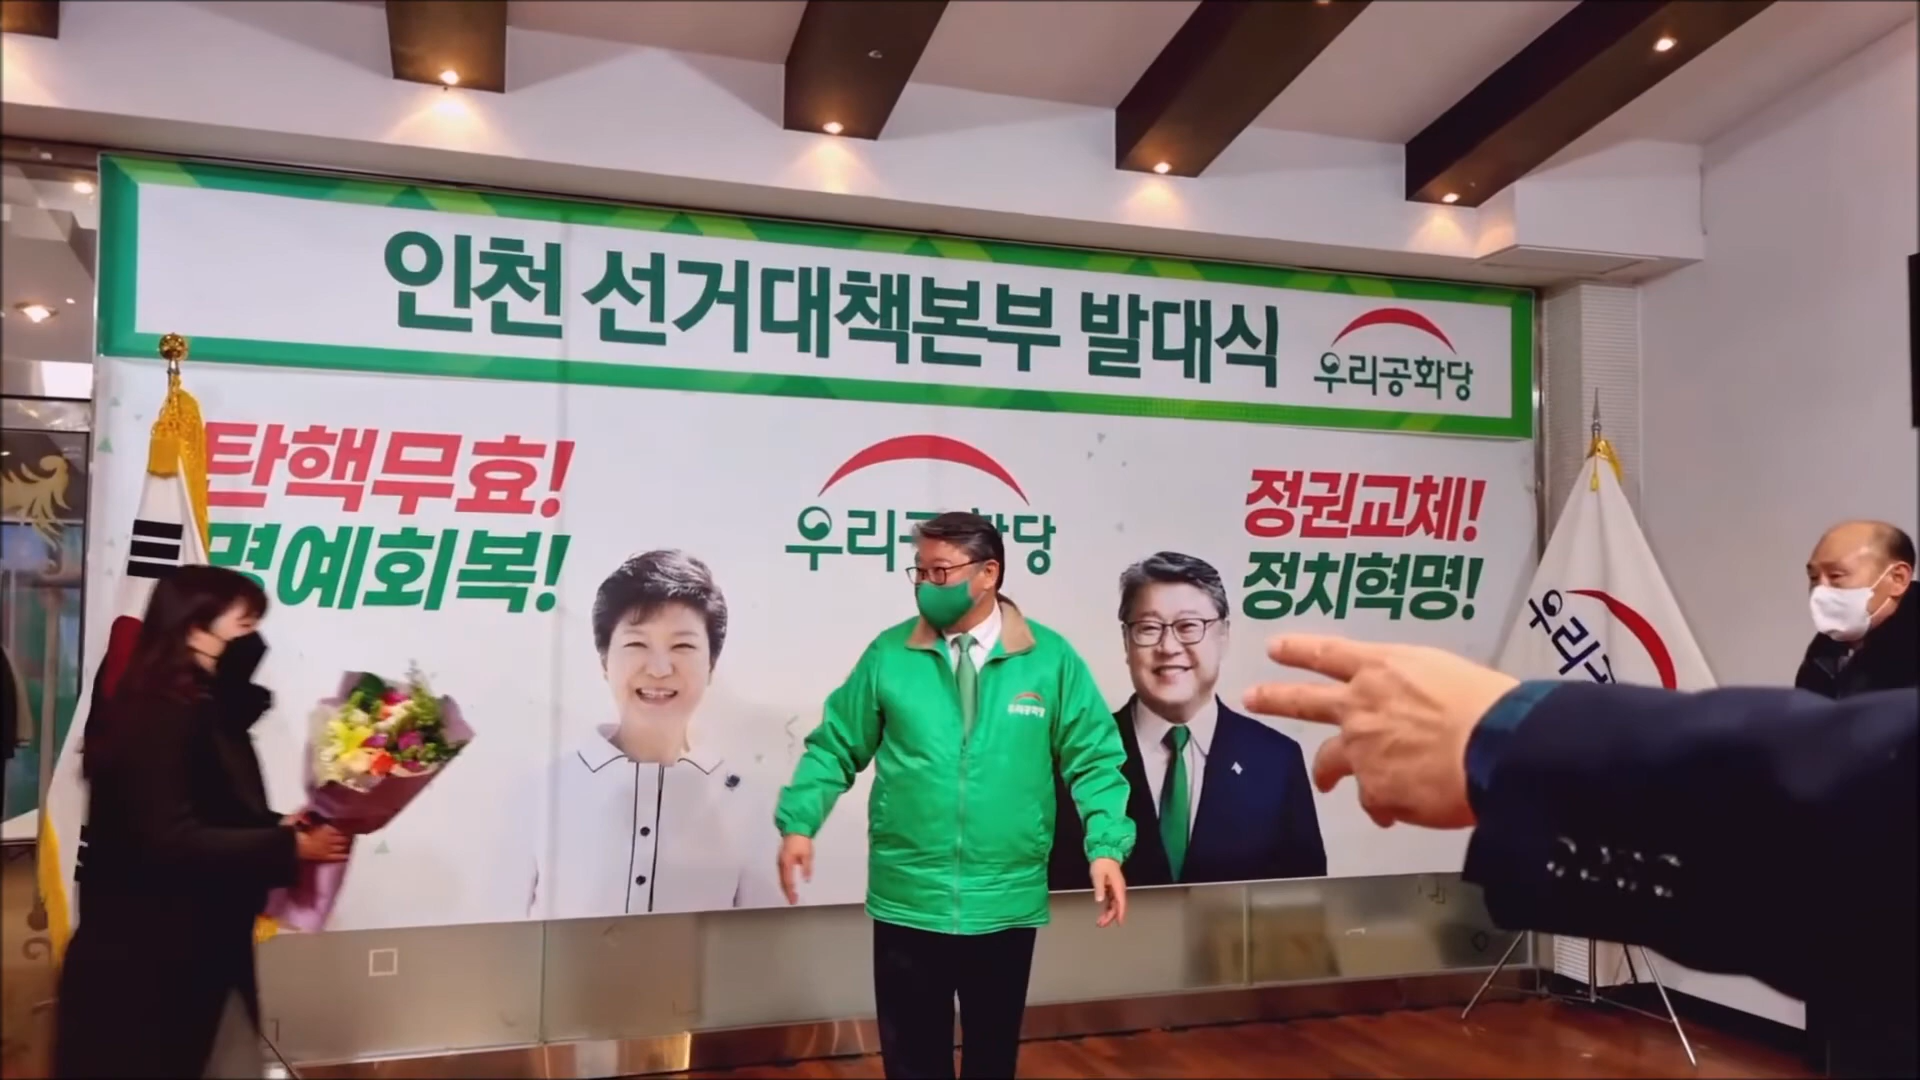 인천 선거대책본부 발대식
우리공화당
탄핵무효!
명예회복!
정권교체!
정치혁명!
우리공화당